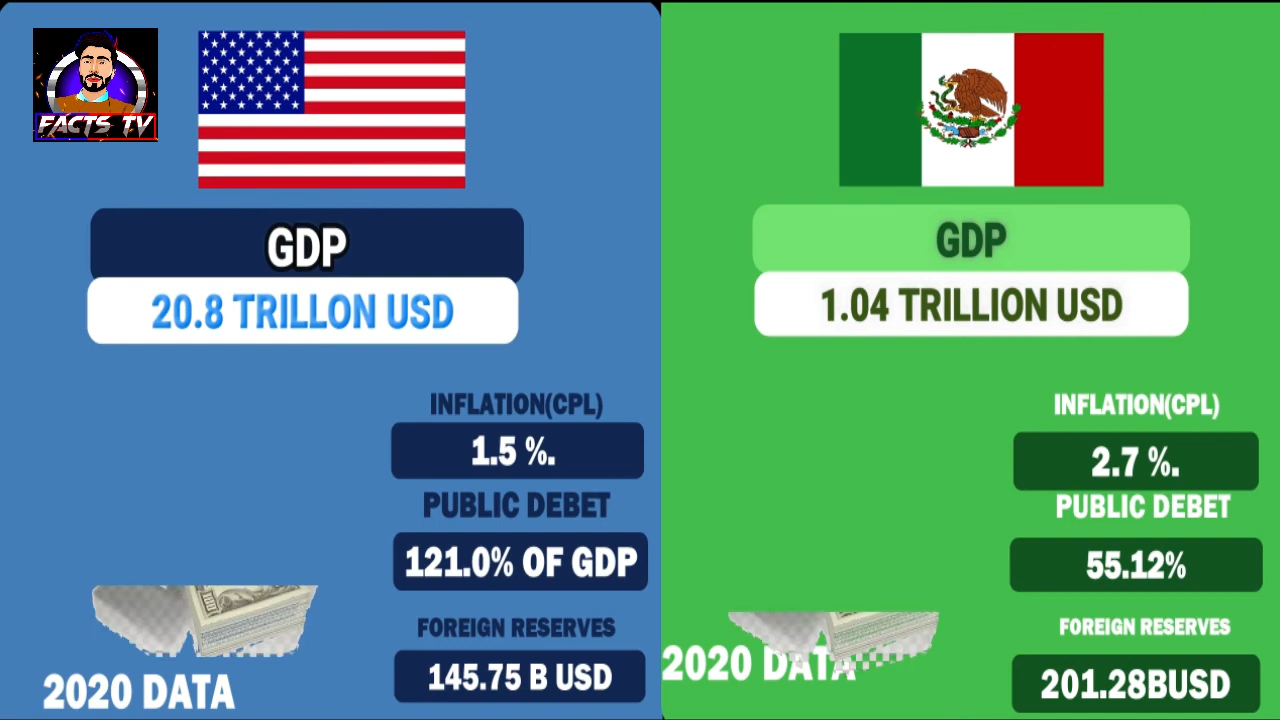 FACTS TV
GDP
20.8 TRILLON USD
INFLATION(CPL)
1.5 %.
PUBLIC DEBET
121.0% OF GDP
FOREIGN RESERVES
145.75 B USD
2020 DATA
GDP
1.04 TRILLION USD
INFLATION(CPL)
2.7 %.
PUBLIC DEBET
55.12%
FOREIGN RESERVES
201.28BUSD
2020 DATA